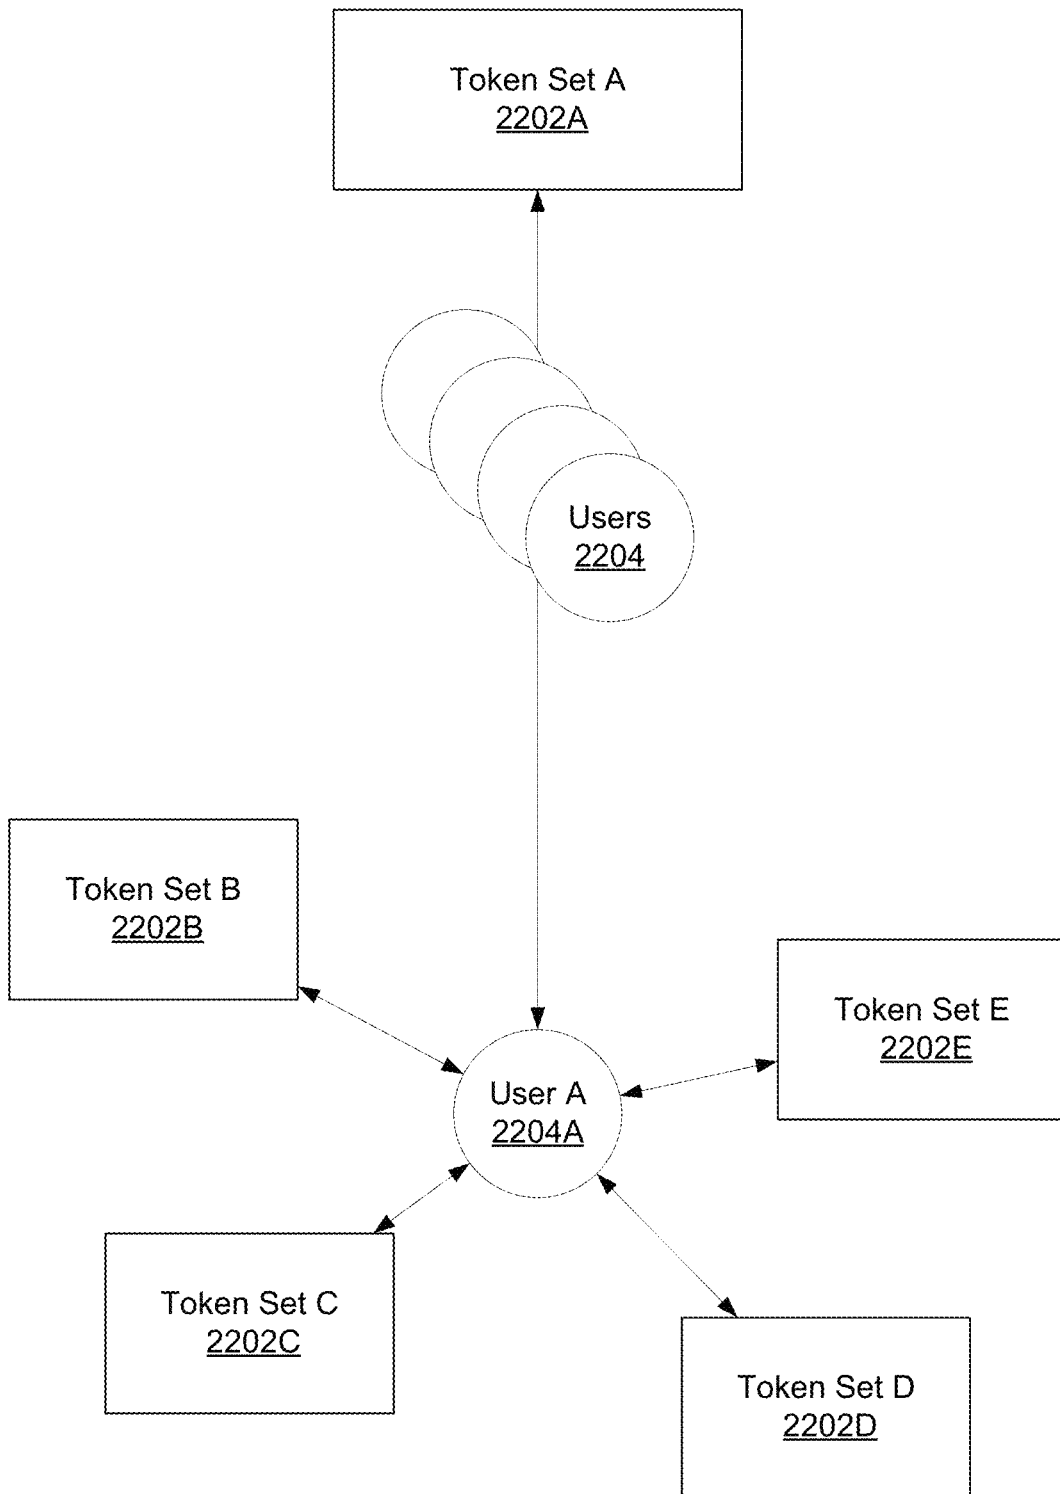 Token Set A
2202A
Users
2204
Token Set B
2202B
Token Set E
2202E
User A
2204A
Token Set C
2202C
Token Set D
2202D